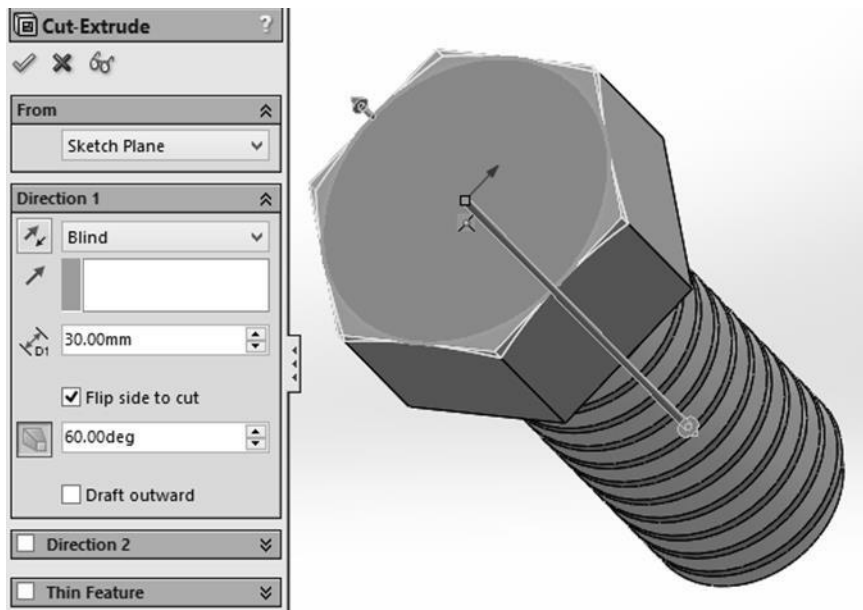 Cut-Extrude ?
From
Sketch Plane
Direction 1
Blind
D1 30.00mm
Flip side to cut
60.00deg
Draft outward
Direction 2
Thin Feature